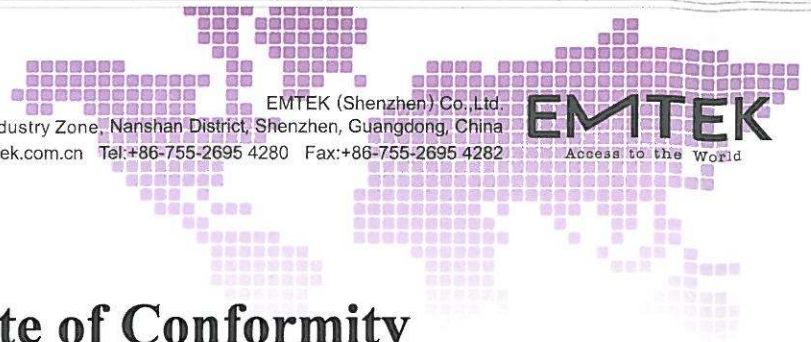 EMTEK (Shenzhen) Co.,Ltd.
dustry Zone, Nanshan District, Shenzhen, Guangdong, China
ek.com.cn Tel:+86-755-2695 4280 Fax:+86-755-2695 4282
EMTEK
Access to the World
te of Conformity